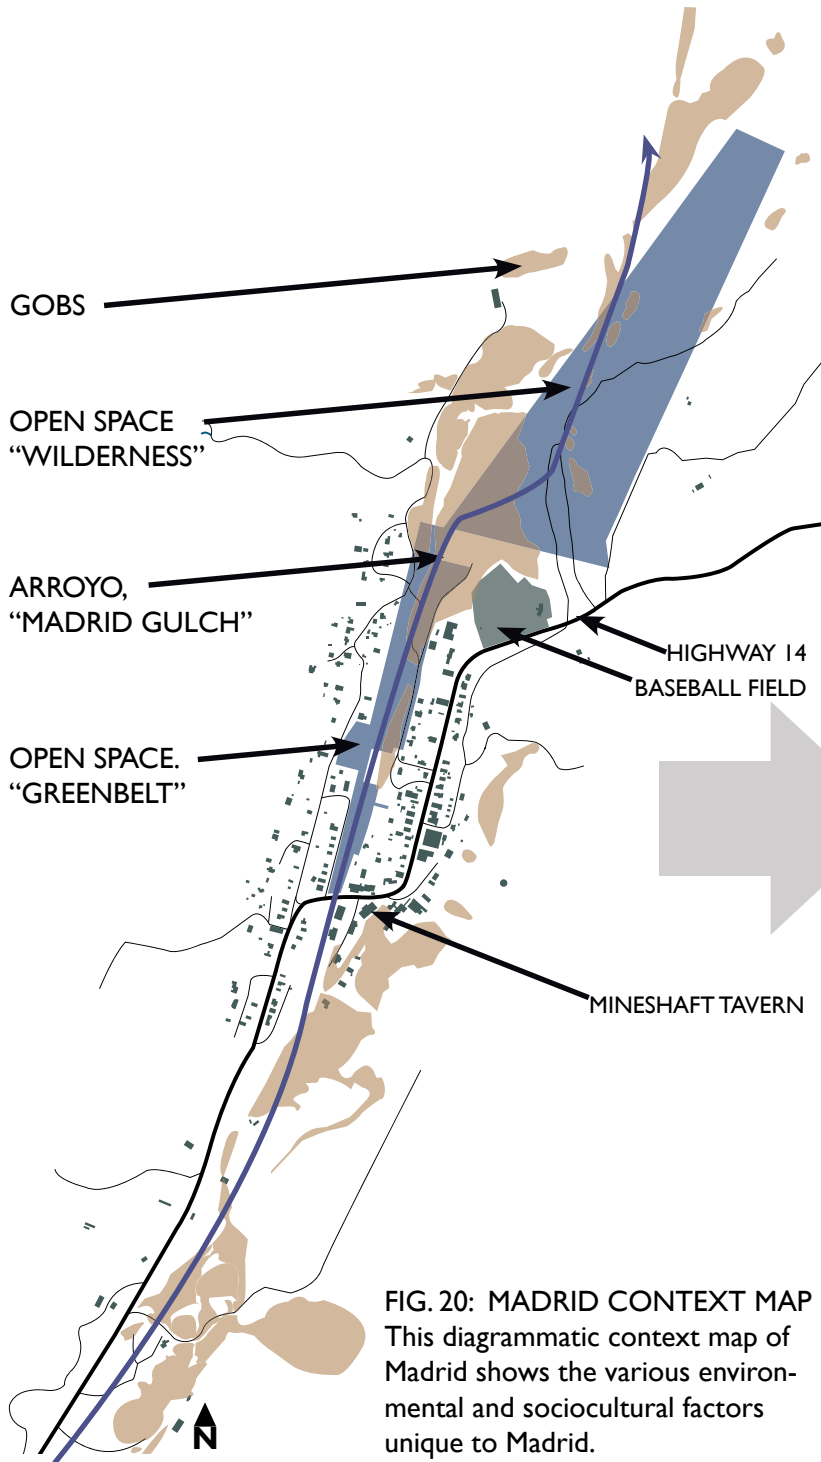 GOBS
OPEN SPACE
“WILDERNESS”
ARROYO,
“MADRID GULCH”
HIGHWAY 14
BASEBALL FIELD
OPEN SPACE.
“GREENBELT”
MINESHAFT TAVERN
FIG. 20: MADRID CONTEXT MAP
This diagrammatic context map of
Madrid shows the various environ-
mental and sociocultural factors
unique to Madrid.
N